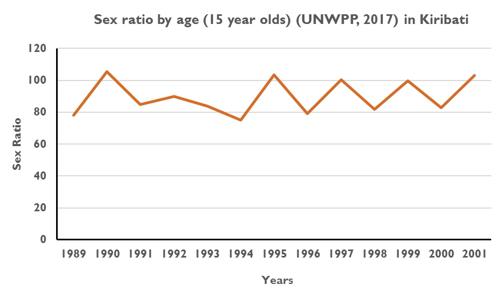 Sex ratio by age (15 year olds) (UNWPP, 2017) in Kiribati
120
100
80
60
40
20
0
Sex Ratio
1989 1990 1991 1992 1993 1994 1995 1996 1997 1998 1999 2000 2001
Years